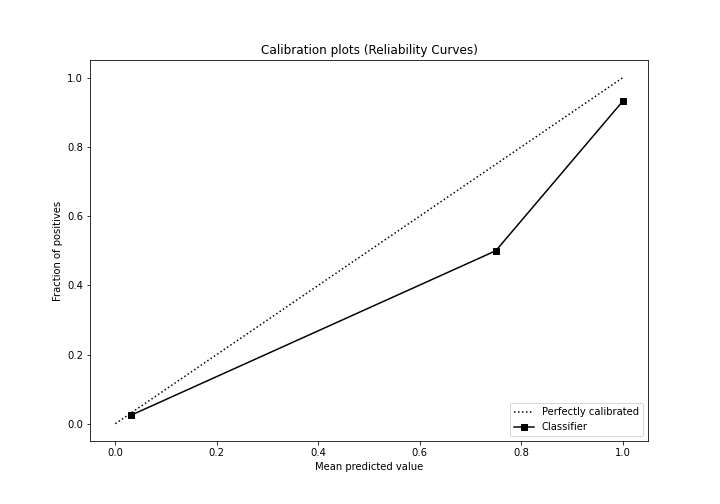 Calibration plots (Reliability Curves)
1.0
0.8
0.6
0.4
0.2
0.0
Fraction of positives
0.0 0.2 0.4 0.6 0.8 1.0
Mean predicted value
Perfectly calibrated
Classifier